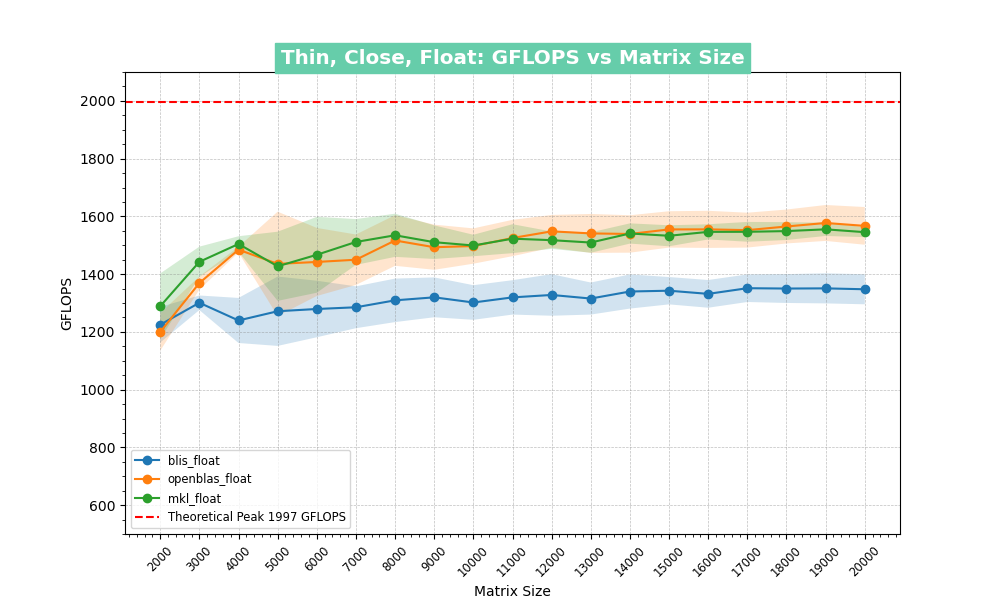 Thin, Close, Float: GFLOPS vs Matrix Size
GFLOPS
2000
1800
1600
1400
1200
1000
800
600
blis_float
openblas_float
mkl_float
Theoretical Peak 1997 GFLOPS
2000 3000 4000 5000 6000 7000 8000 9000 10000 11000 12000 13000 14000 15000 16000 17000 18000 19000 20000
Matrix Size